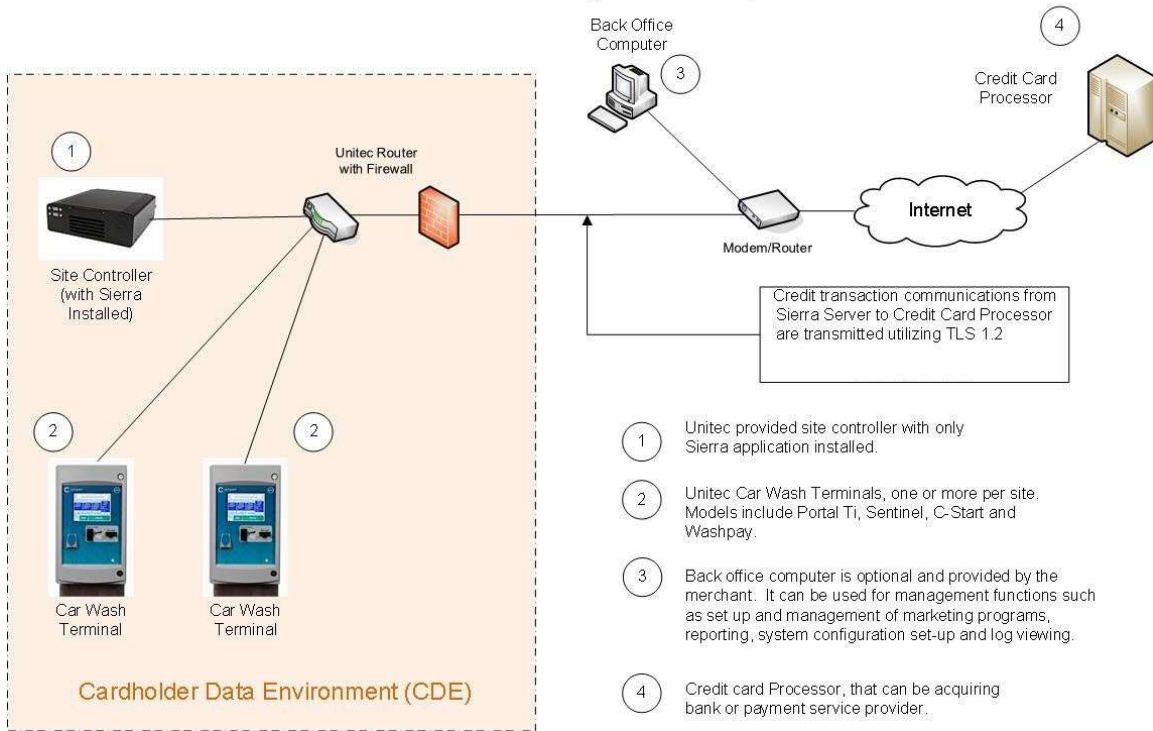 Back Office
Computer
3
4
Credit Card
Processor
1
Unitec Router
with Firewall
Internet
Modem/Router
Site Controller
(with Sierra
Installed)
Credit transaction communications from
Sierra Server to Credit Card Processor
are transmitted utilizing TLS 1.2
2
2
Car Wash
Terminal
Car Wash
Terminal
Cardholder Data Environment (CDE)
1
Unitec provided site controller with only
Sierra application installed.
2
Unitec Car Wash Terminals, one or more per site.
Models include Portal Ti, Sentinel, C-Start and
Washpay.
3
Back office computer is optional and provided by the
merchant. It can be used for management functions such
as set up and management of marketing programs,
reporting, system configuration set-up and log viewing.
4
Credit card Processor, that can be acquiring
bank or payment service provider.